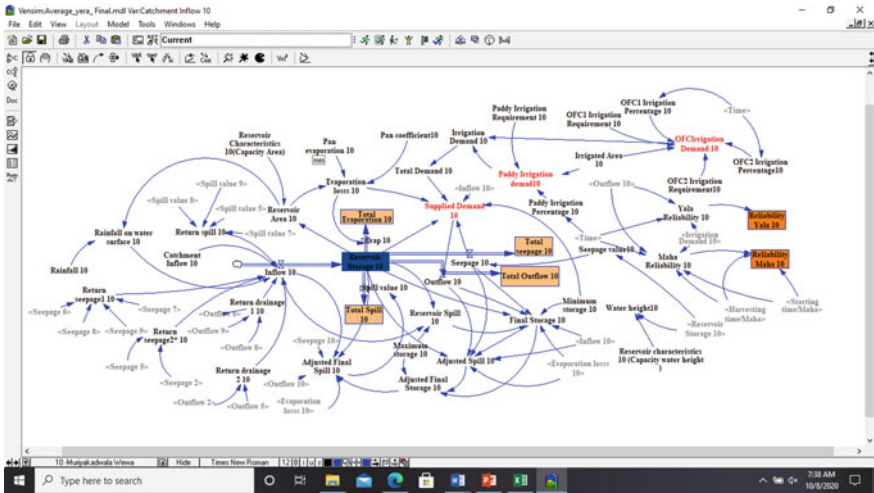 Vensim:Average_yera_ Final.mdl Var:Catchment Inflow 10
File Edit View Layout Model Tools Windows Help
Current
Doc
OFC1 Irrigation
Percentage 10
<Time>
Paddy Irrigation
Requirement 10
OFC1 Irrigation
Requirement 10
Reservoir
Characteristics
10(Capacity Area)
Pan
evaporation 10
Pan coefficient10
Irrigation
Demand 10
OFCIrrigation
Demand 10
Irrigated Area
10
OFC2 Irrigation
Percentage10
Total Demand 10
Paddy Irrigation
demad10
<Spill value 9>
Evaporation
losss 10
<Inflow 10>
<Outflow 10>
OFC2 Irrigation
Requirement10
<Spill value 8>
<Spill value 5>
Reservoir
Area 10
Total
Evaporation 10
Supplied Demand
10
Paddy Irrigation
Percentage 10
Yala
Reliability 10
Reliability
Yala 10
Rainfall on water
surface 10
Return spill 10
<Spill value 7>
<Time>
<Irrigation
Demand 10>
Catchment
Inflow 10
Reservoir
Storage 10
Seepage 10
Total
seepage 10
Seepage value10
Maha
Reliability 10
Reliability
Maha 10
Rainfall 10
Inflow 10
Spill value 10
Outflow 10
Total Outflow 10
Return
seepage1 10
<Seepage 6>
<Seepage 7>
Return drainage
1 10
<Outflow 6>
Total Spill
10
Reservoir Spill
10
Minimum
storage 10
Water height10
<Harvesting
time/Maha>
<Starting
time/Maha>
<Seepage 8>
<Seepage 9>
Return
seepage2* 10
<Outflow 9>
<Outflow 8>
<Seepage 10>
Final Storage 10
<Reservoir
Storage 10>
<Seepage 5>
<Seepage 2>
Adjusted Final
Spill 10
Maximum
storage 10
Adjusted Spill 10
<Inflow 10>
Reservoir characteristics
10 (Capacity water height
)
Return drainage
2 10
<Outflow 10>
Adjusted Final
Storage 10
<Evaporation losss
10>
<Outflow 2>
<Outflow 5>
<Evaporation
losss 10>
Hide
Times New Roman
12
b
i
u
s
Type here to search
7:38 AM
10/8/2020